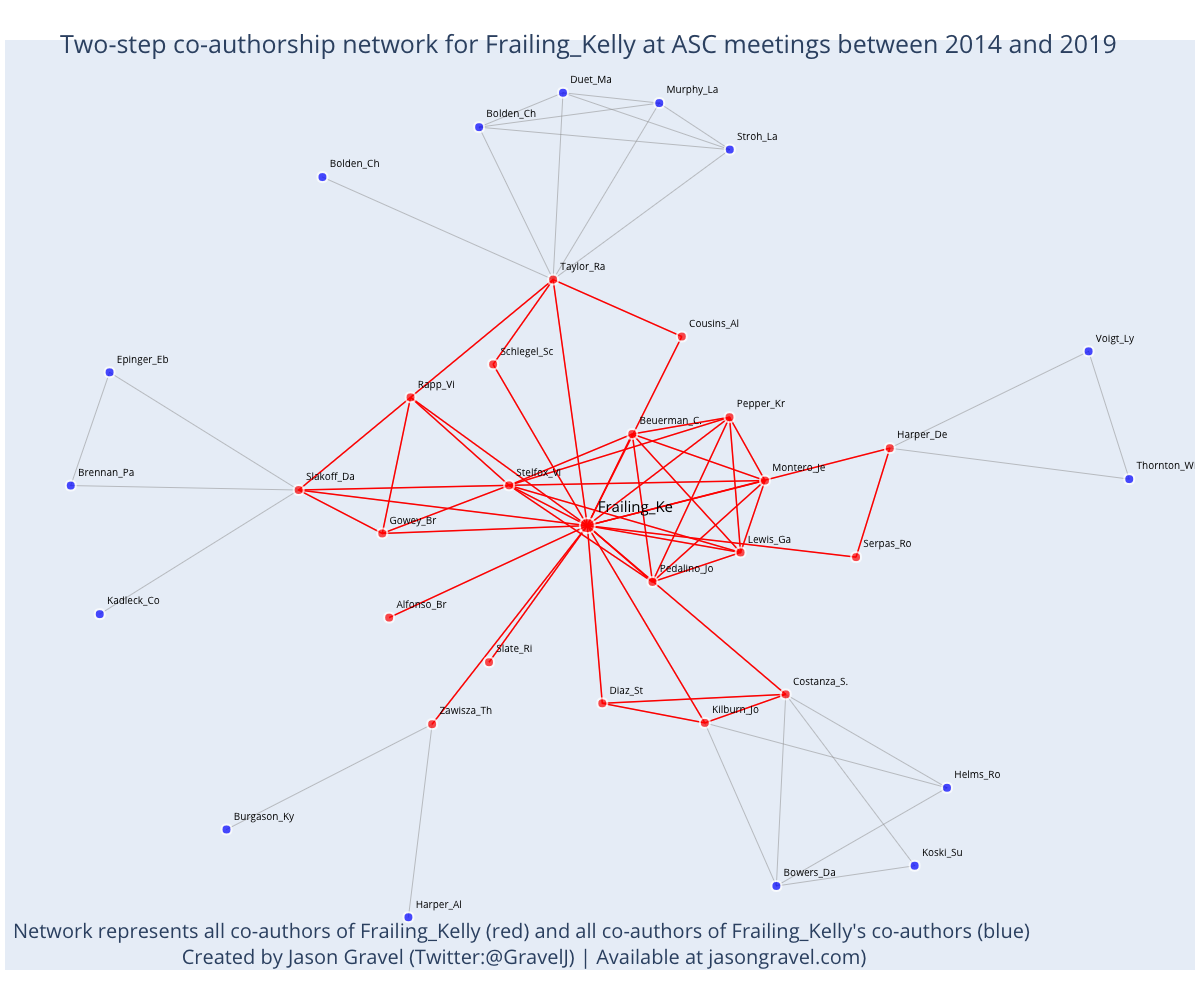 Two-step co-authorship network for Frailing_Kelly at ASC meetings between 2014 and 2019
Duet_Ma
Murphy_La
Bolden_Ch
Stroh_La
Bolden_Ch
Taylor_Ra
Cousins_Al
Voigt_Ly
Schlegel_Sc
Epinger_Eb
Rapp_Vi
Pepper_Kr
Beuerman_C.
Harper_De
Thornton_Wi
Montero_Je
Brennan_Pa
Stelfox_Vi
Slakoff_Da
Frailing_Ke
Gowey_Br
Lewis_Ga
Serpas_Ro
Pedalino_Jo
Kadleck_Co
Alfonso_Br
Slate_Ri
Costanza_S.
Diaz_St
Zawisza_Th
Kilburn_Jo
Helms_Ro
Burgason_Ky
Koski_Su
Bowers_Da
Harper_Al
Network represents all co-authors of Frailing_Kelly (red) and all co-authors of Frailing_Kelly's co-authors (blue)
Created by Jason Gravel (Twitter:@GravelJ) | Available at jasongravel.com)